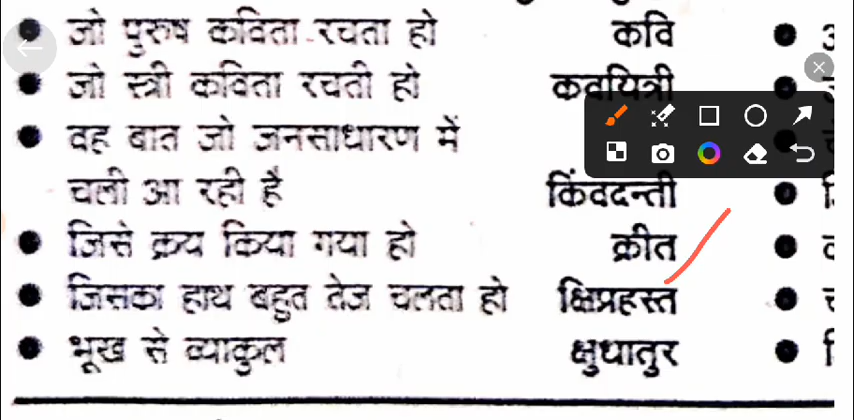 जो पुरुष कविता रचता हो कवि
जो स्त्री कविता रचती हो कवयित्री
वह बात जो जनसाधारण में
चली आ रही है किंवदन्ती
जिसे क्रय किया गया हो क्रीत
जिसका हाथ बहुत तेज चलता हो क्षिप्रहस्त
भूख से व्याकुल क्षुधातुर